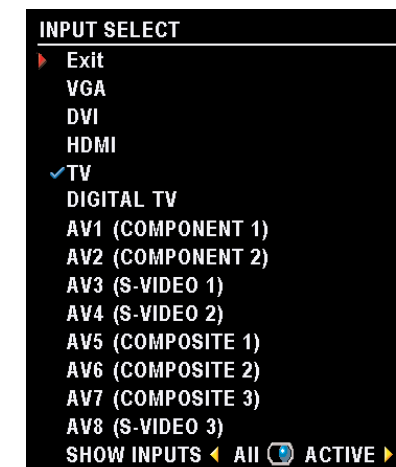 INPUT SELECT
Exit
VGA
DVI
HDMI
TV
DIGITAL TV
AV1 (COMPONENT 1)
AV2 (COMPONENT 2)
AV3 (S-VIDEO 1)
AV4 (S-VIDEO 2)
AV5 (COMPOSITE 1)
AV6 (COMPOSITE 2)
AV7 (COMPOSITE 3)
AV8 (S-VIDEO 3)
SHOW INPUTS All ACTIVE